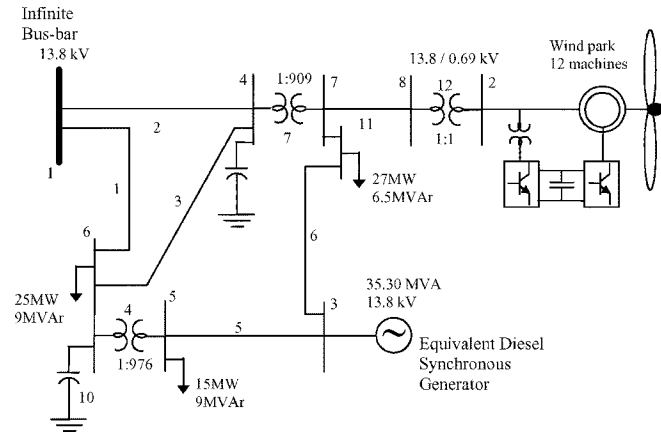 Infinite
Bus-bar
13.8 kV
1
2
1
3
4
1:909
7
7
11
8
13.8 / 0.69 kV
12
1:1
2
Wind park
12 machines
27MW
6.5MVAr
6
6
25MW
9MVAr
4
1:976
10
5
15MW
9MVAr
5
3
35.30 MVA
13.8 kV
~
Equivalent Diesel
Synchronous
Generator